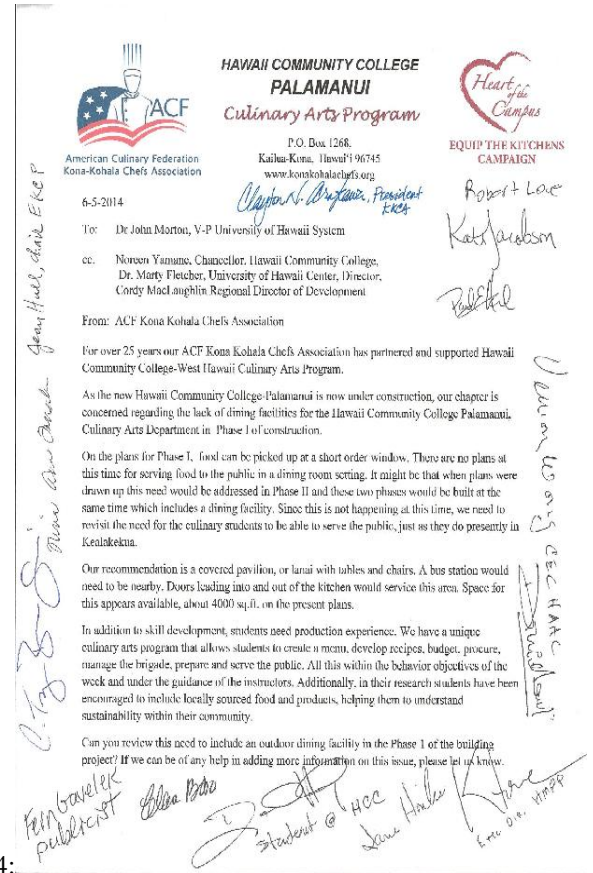 ACF
American Culinary Federation
Kona-Kohala Chefs Association
HAWAII COMMUNITY COLLEGE
PALAMANUI
Culinary Arts Program
P.O. Box 1268,
Kailua-Kona, Hawai'i 96745
www.konakohalachefs.org
Heart
of the
Campus
EQUIP THE KITCHENS
CAMPAIGN
President
KKCA
Robert Love
6-5-2014
To: Dr John Morton, V-P University of Hawaii System
cc. Noreen Yamane, Chancellor, Hawaii Community College,
Dr. Marty Fletcher, University of Hawaii Center, Director,
Cordy MacLaughlin Regional Director of Development
From: ACF Kona Kohala Chefs Association
For over 25 years our ACF Kona Kohala Chefs Association has partnered and supported Hawaii
Community College-West Hawaii Culinary Arts Program.
As the new Hawaii Community College-Palamanui is now under construction, our chapter is
concerned regarding the lack of dining facilities for the Hawaii Community College Palamanui,
Culinary Arts Department in Phase I of construction.
On the plans for Phase I, food can be picked up at a short order window. There are no plans at
this time for serving food to the public in a dining room setting. It might be that when plans were
drawn up this need would be addressed in Phase II and these two phases would be built at the
same time which includes a dining facility. Since this is not happening at this time, we need to
revisit the need for the culinary students to be able to serve the public, just as they do presently in
Kealakekua.
Our recommendation is a covered pavilion, or lanai with tables and chairs. A bus station would
need to be nearby. Doors leading into and out of the kitchen would service this area. Space for
this appears available, about 4000 sq.ft. on the present plans.
In addition to skill development, students need production experience. We have a unique
culinary arts program that allows students to create a menu, develop recipes, budget, procure,
manage the brigade, prepare and serve the public. All this within the behavior objectives of the
week and under the guidance of the instructors. Additionally, in their research students have been
encouraged to include locally sourced food and products, helping them to understand
sustainability within their community.
Can you review this need to include an outdoor dining facility in the Phase 1 of the building
project? If we can be of any help in adding more information on this issue, please let us know.
Jean Hull, chair EKCP
Vernon Wong CEC HAAC
Fern Gavelek
publicist
Student @ HCC
Exec Dir, HMPP
4: